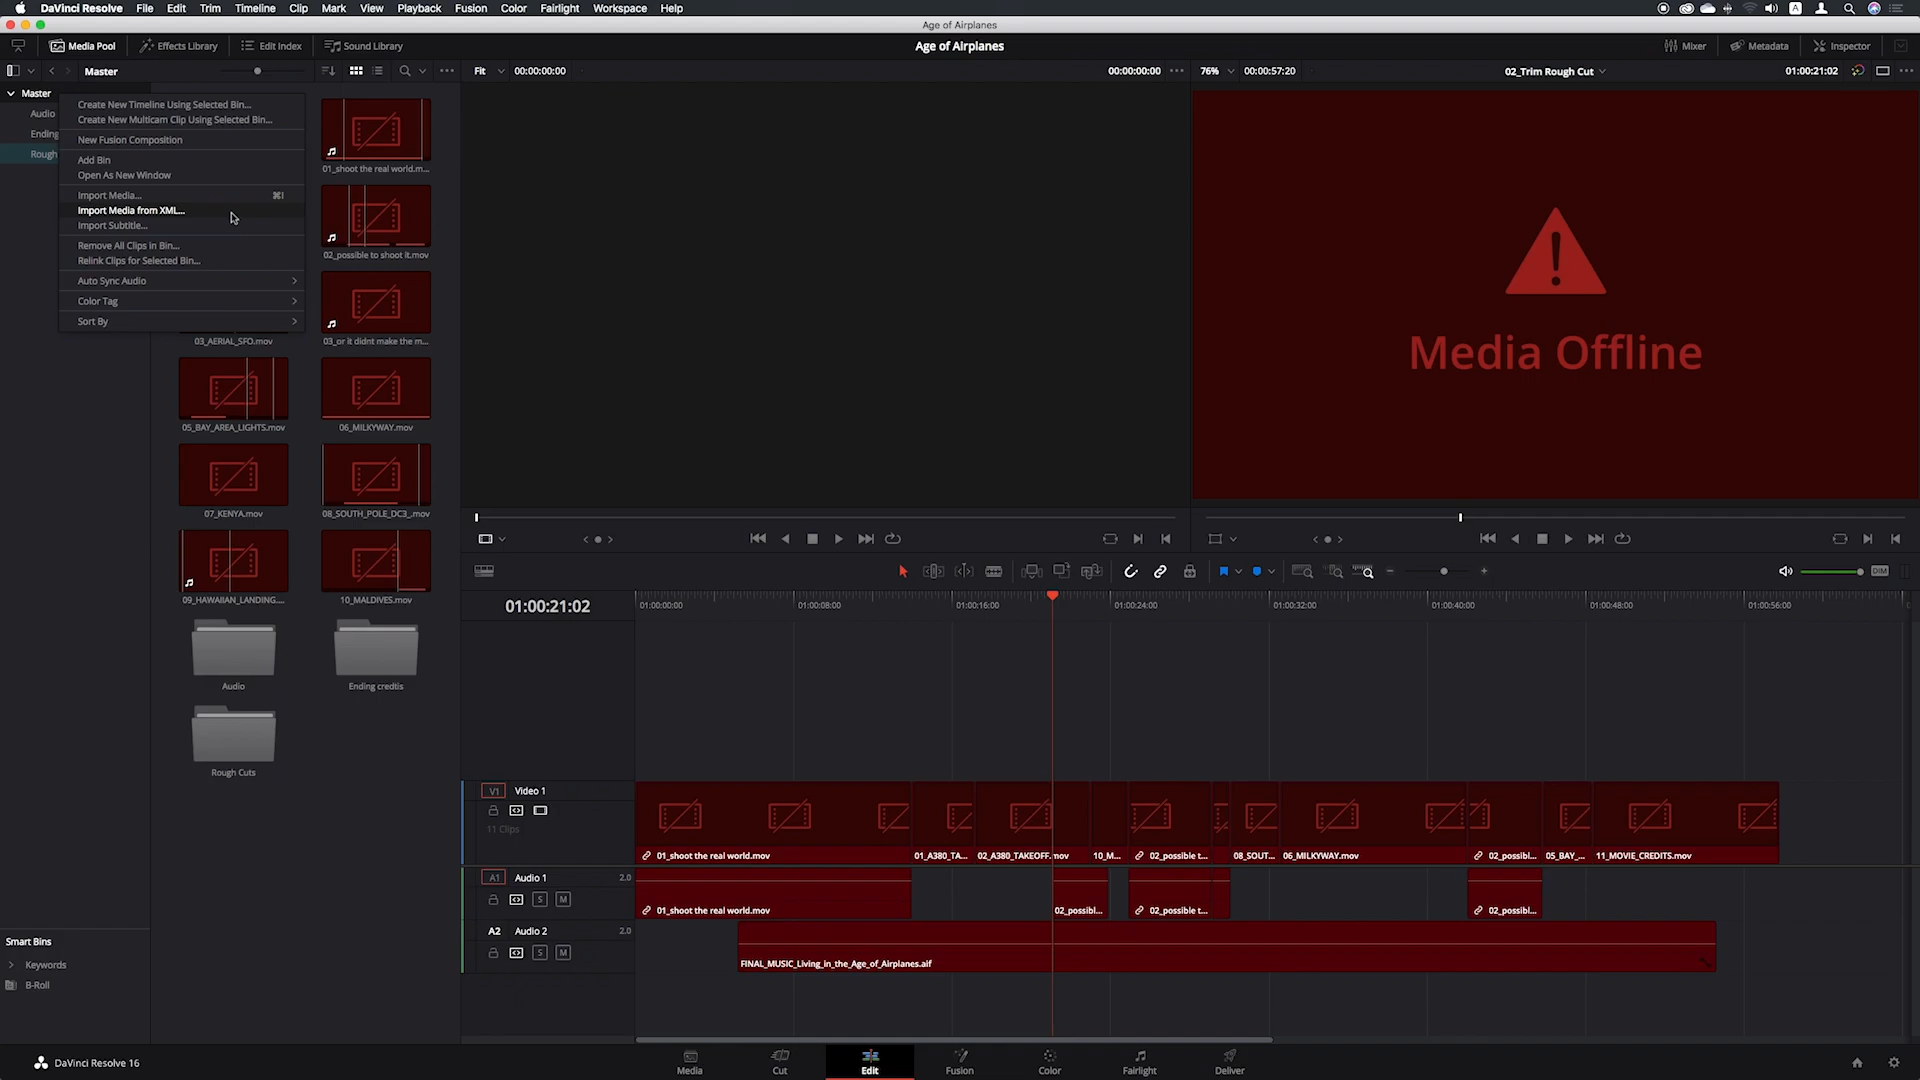 DaVinci Resolve File Edit Trim Timeline Clip Mark View Playback Fusion Color Fairlight Workspace Help
Age of Airplanes
Media Pool Effects Library Edit Index Sound Library Age of Airplanes Mixer Metadata Inspector
Master Fit 00:00:00:00 00:00:00:00 76% 00:00:57:20 02_Trim Rough Cut 01:00:21:02
Master
Audio
Ending
Rough
Create New Timeline Using Selected Bin...
Create New Multicam Clip Using Selected Bin...
New Fusion Composition
Add Bin
Open As New Window
Import Media... ⌘I
Import Media from XML...
Import Subtitle...
Remove All Clips in Bin...
Relink Clips for Selected Bin...
Auto Sync Audio
Color Tag
Sort By
01_shoot the real world.m...
02_possible to shoot it.mov
03_AERIAL_SFO.mov 03_or it didnt make the m...
05_BAY_AREA_LIGHTS.mov 06_MILKYWAY.mov
07_KENYA.mov 08_SOUTH_POLE_DC3_.mov
09_HAWAIIAN_LANDING.... 10_MALDIVES.mov
Audio Ending credtis
Rough Cuts
Media Offline
DIM
01:00:21:02 01:00:00:00 01:00:08:00 01:00:16:00 01:00:24:00 01:00:32:00 01:00:40:00 01:00:48:00 01:00:56:00
V1 Video 1
11 Clips
01_shoot the real world.mov 01_A380_TA... 02_A380_TAKEOFF.mov 10_M... 02_possible t... 08_SOUT... 06_MILKYWAY.mov 02_possibl... 05_BAY_... 11_MOVIE_CREDITS.mov
A1 Audio 1 2.0
S M
01_shoot the real world.mov 02_possibl... 02_possible t... 02_possibl...
A2 Audio 2 2.0
S M
FINAL_MUSIC_Living_in_the_Age_of_Airplanes.aif
Smart Bins
Keywords
B-Roll
DaVinci Resolve 16
Media Cut Edit Fusion Color Fairlight Deliver